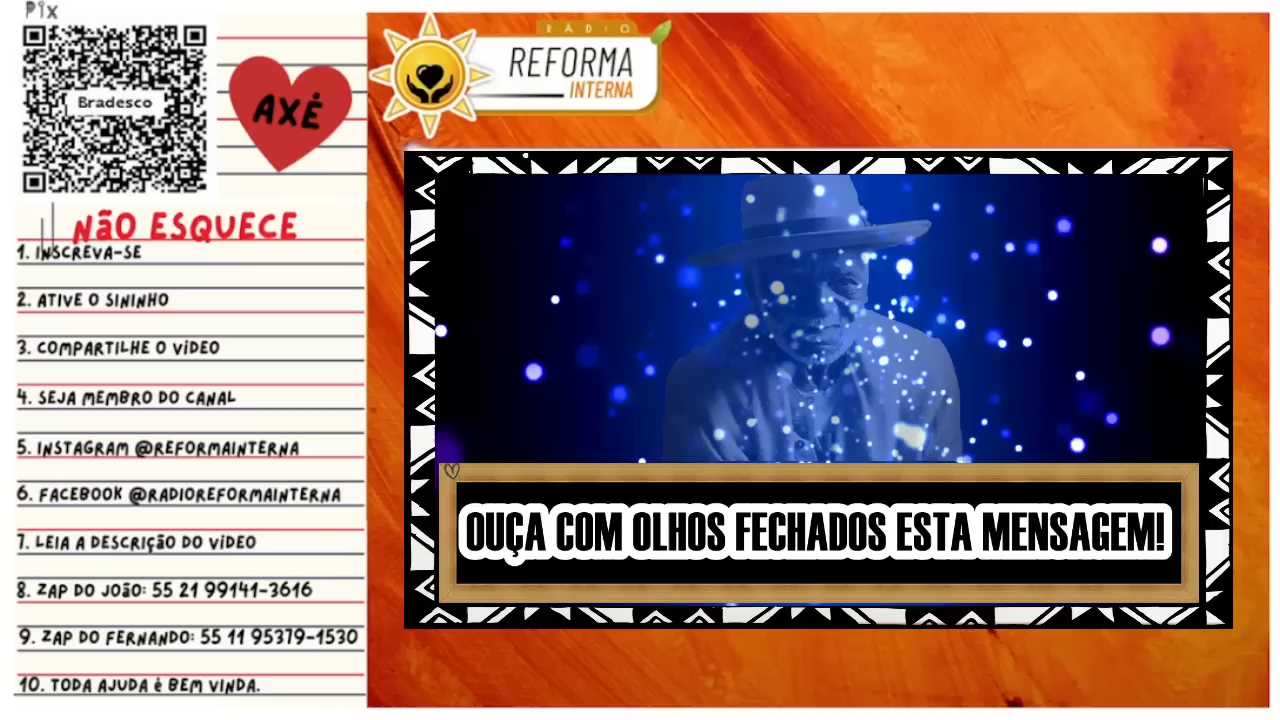 Pix
Bradesco
AXÉ
NÃO ESQUECE
1. INSCREVA-SE
2. ATIVE O SININHO
3. COMPARTILHE O VÍDEO
4. SEJA MEMBRO DO CANAL
5. INSTAGRAM @REFORMAINTERNA
6. FACEBOOK @RADIOREFORMAINTERNA
7. LEIA A DESCRIÇÃO DO VÍDEO
8. ZAP DO JOÃO: 55 21 99141-3616
9. ZAP DO FERNANDO: 55 11 95379-1530
10. TODA AJUDA É BEM VINDA.
RÁDIO
REFORMA
INTERNA
OUÇA COM OLHOS FECHADOS ESTA MENSAGEM!